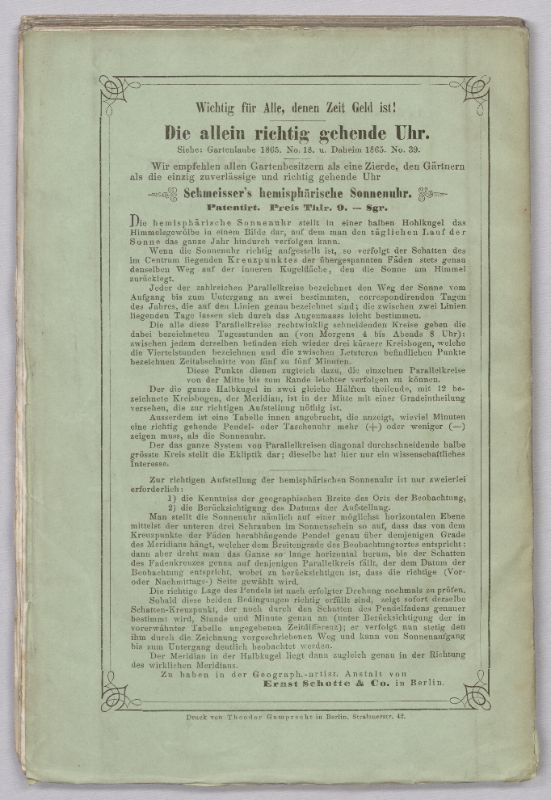 Wichtig für Alle, denen Zeit Geld ist!
Die allein richtig gehende Uhr.
Siehe: Gartenlaube 1865. No. 18. u. Daheim 1865. No. 39.
Wir empfehlen allen Gartenbesitzern als eine Zierde, den Gärtnern
als die einzig zuverlässige und richtig gehende Uhr
Schmeisser's hemisphärische Sonnenuhr.
Patentirt. Preis Thlr. 9. — Sgr.
Die hemisphärische Sonnenuhr stellt in einer halben Hohlkugel das
Himmelsgewölbe in einem Bilde dar, auf dem man den täglichen Lauf der
Sonne das ganze Jahr hindurch verfolgen kann.
Wenn die Sonnenuhr richtig aufgestellt ist, so verfolgt der Schatten des
im Centrum liegenden Kreuzpunktes der übergespannten Fäden stets genau
denselben Weg auf der inneren Kugelfläche, den die Sonne am Himmel
zurücklegt.
Jeder der zahlreichen Parallelkreise bezeichnet den Weg der Sonne vom
Aufgang bis zum Untergang an zwei bestimmten, correspondirenden Tagen
des Jahres, die auf den Linien genau bezeichnet sind; die zwischen zwei Linien
liegenden Tage lassen sich durch das Augenmaass leicht bestimmen.
Die alle diese Parallelkreise rechtwinklig schneidenden Kreise geben die
dabei bezeichneten Tagesstunden an (von Morgens 4 bis Abends 8 Uhr);
zwischen jedem derselben befinden sich wieder drei kürzere Kreisbogen, welche
die Viertelstunden bezeichnen und die zwischen Letzteren befindlichen Punkte
bezeichnen Zeitabschnitte von fünf zu fünf Minuten.
Diese Punkte dienen zugleich dazu, die einzelnen Parallelkreise
von der Mitte bis zum Rande leichter verfolgen zu können.
Der die ganze Halbkugel in zwei gleiche Hälften theilende, mit 12 be-
zeichnete Kreisbogen, der Meridian, ist in der Mitte mit einer Gradeintheilung
versehen, die zur richtigen Aufstellung nöthig ist.
Ausserdem ist eine Tabelle innen angebracht, die anzeigt, wieviel Minuten
eine richtig gehende Pendel- oder Taschenuhr mehr (+) oder weniger (—)
zeigen muss, als die Sonnenuhr.
Der das ganze System von Parallelkreisen diagonal durchschneidende halbe
grösste Kreis stellt die Ekliptik dar; dieselbe hat hier nur ein wissenschaftliches
Interesse.
Zur richtigen Aufstellung der hemisphärischen Sonnenuhr ist nur zweierlei
erforderlich:
1) die Kenntniss der geographischen Breite des Orts der Beobachtung,
2) die Berücksichtigung des Datums der Aufstellung.
Man stellt die Sonnenuhr nämlich auf einer möglichst horizontalen Ebene
mittelst der unteren drei Schrauben im Sonnenschein so auf, dass das von dem
Kreuzpunkte der Fäden herabhängende Pendel genau über demjenigen Grade
des Meridians hängt, welcher dem Breitengrade des Beobachtungsortes entspricht;
dann aber dreht man das Ganze so lange horizontal herum, bis der Schatten
des Fadenkreuzes genau auf denjenigen Parallelkreis fällt, der dem Datum der
Beobachtung entspricht, wobei zu berücksichtigen ist, dass die richtige (Vor-
oder Nachmittags-) Seite gewählt wird.
Die richtige Lage des Pendels ist nach erfolgter Drehung nochmals zu prüfen.
Sobald diese beiden Bedingungen richtig erfüllt sind, zeigt sofort derselbe
Schatten-Kreuzpunkt, der noch durch den Schatten des Pendelfadens genauer
bestimmt wird, Stunde und Minute genau an (unter Berücksichtigung der in
vorerwähnter Tabelle angegebenen Zeitdifferenz); er verfolgt nun stetig den
ihm durch die Zeichnung vorgeschriebenen Weg und kann von Sonnenaufgang
bis zum Untergang deutlich beobachtet werden.
Der Meridian in der Halbkugel liegt dann zugleich genau in der Richtung
des wirklichen Meridians.
Zu haben in der Geograph.-artist. Anstalt von
Ernst Schotte & Co. in Berlin.
Druck von Theodor Gamprecht in Berlin, Stralauerstr. 42.